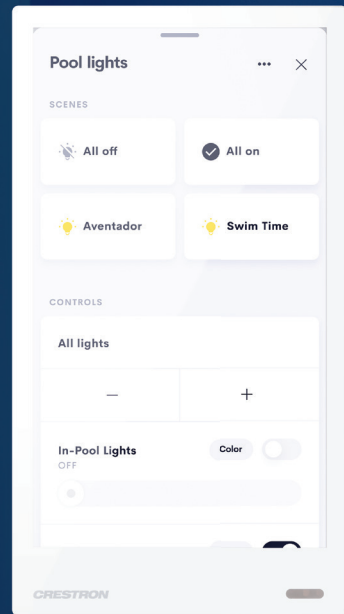 Pool lights
SCENES
All off
All on
Aventador
Swim Time
CONTROLS
All lights
In-Pool Lights
Color
OFF
CRESTRON